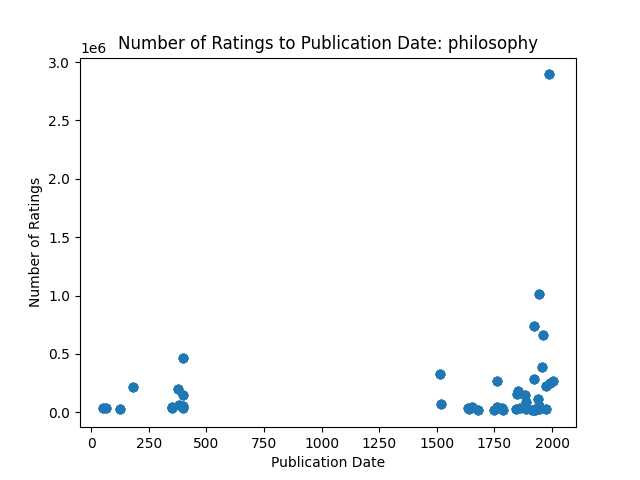 Number of Ratings to Publication Date: philosophy
1e6
3.0
2.5
2.0
1.5
1.0
0.5
0.0
Number of Ratings
0 250 500 750 1000 1250 1500 1750 2000
Publication Date